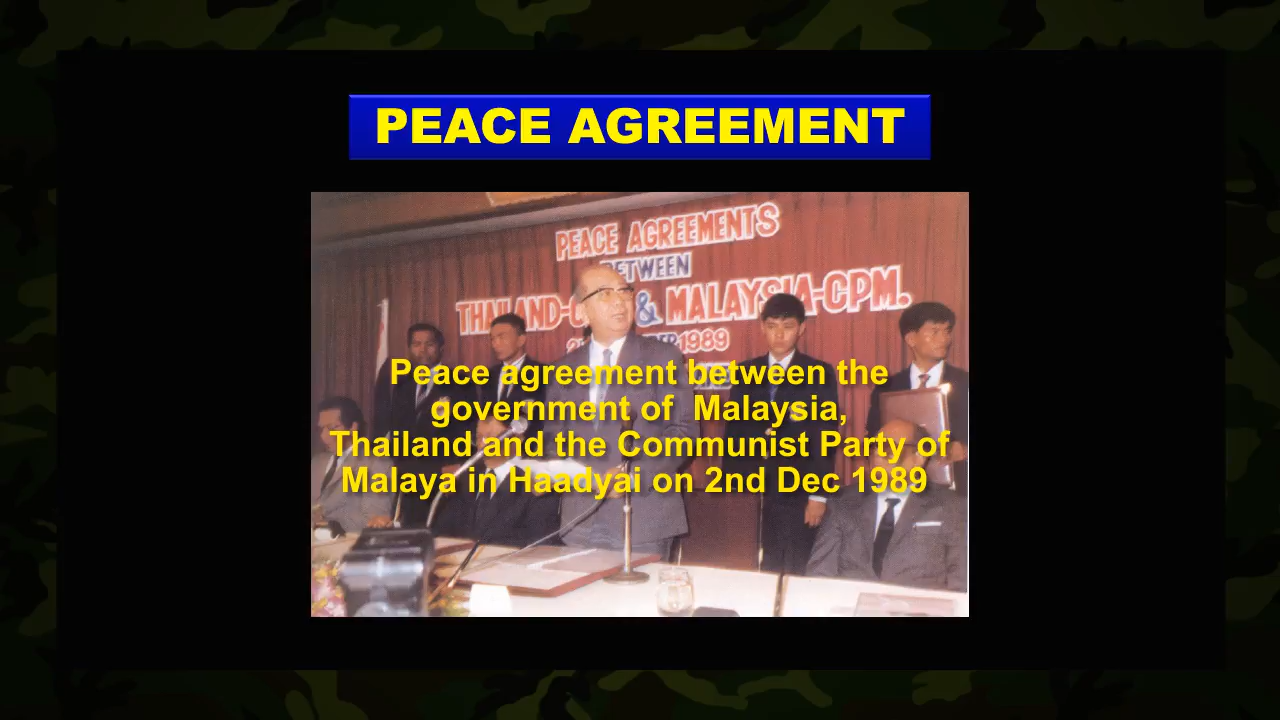 PEACE AGREEMENT
PEACE AGREEMENTS
BETWEEN
& MALAYSIA-CPM.
1989
Peace agreement between the
government of Malaysia,
Thailand and the Communist Party of
Malaya in Haadyai on 2nd Dec 1989